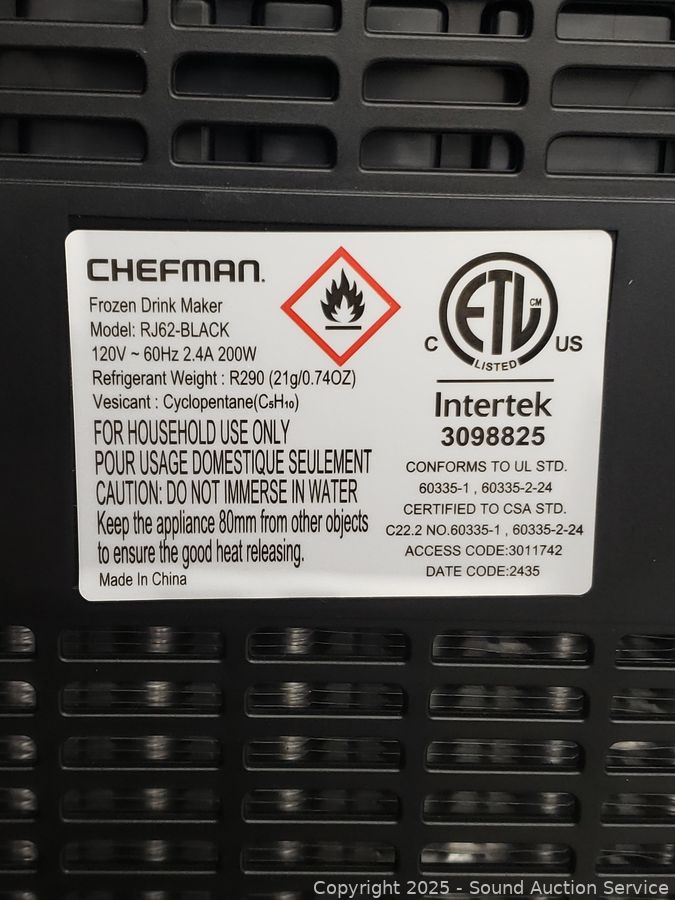 CHEFMAN.
Frozen Drink Maker
Model: RJ62-BLACK
120V ~ 60Hz 2.4A 200W
Refrigerant Weight : R290 (21g/0.74OZ)
Vesicant : Cyclopentane(C₅H₁₀)
FOR HOUSEHOLD USE ONLY
POUR USAGE DOMESTIQUE SEULEMENT
CAUTION: DO NOT IMMERSE IN WATER
Keep the appliance 80mm from other objects
to ensure the good heat releasing.
Made In China
ETL CM
C US
LISTED
Intertek
3098825
CONFORMS TO UL STD.
60335-1 , 60335-2-24
CERTIFIED TO CSA STD.
C22.2 NO.60335-1 , 60335-2-24
ACCESS CODE:3011742
DATE CODE:2435
Copyright 2025 - Sound Auction Service